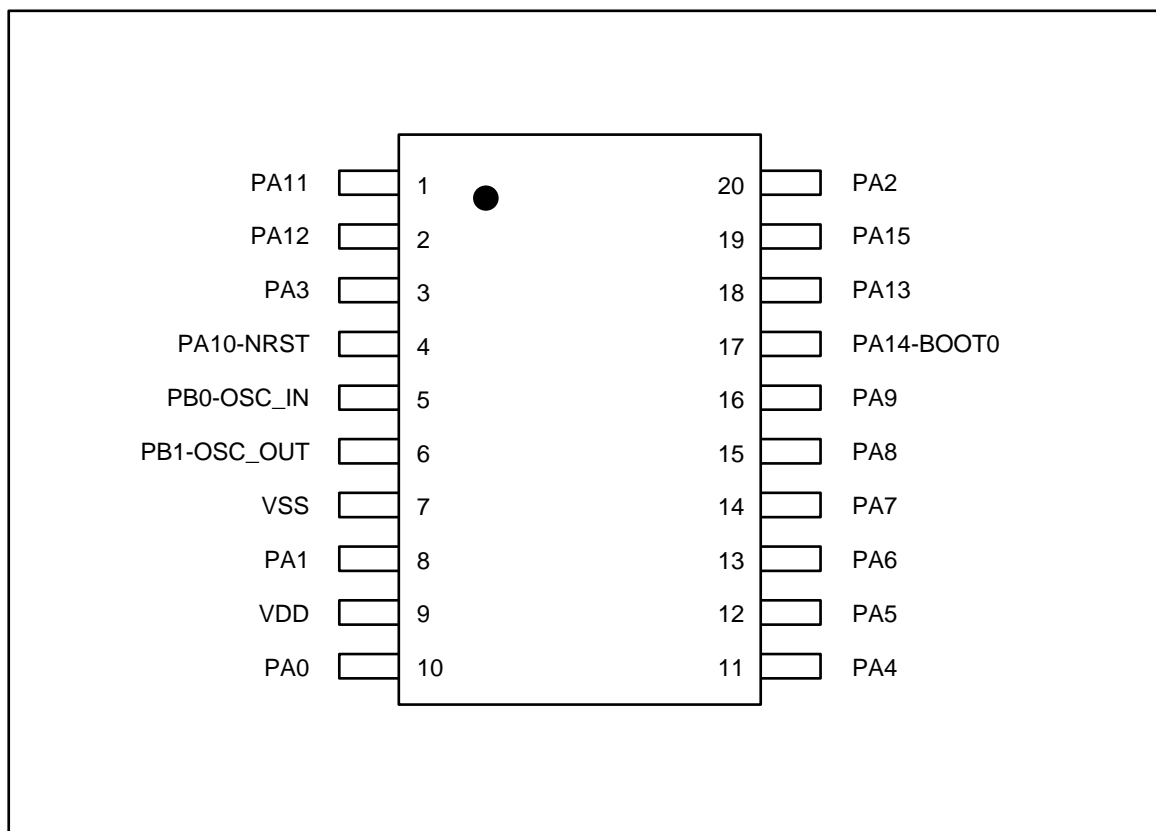 PA11 1 20 PA2
PA12 2 19 PA15
PA3 3 18 PA13
PA10-NRST 4 17 PA14-BOOT0
PB0-OSC_IN 5 16 PA9
PB1-OSC_OUT 6 15 PA8
VSS 7 14 PA7
PA1 8 13 PA6
VDD 9 12 PA5
PA0 10 11 PA4